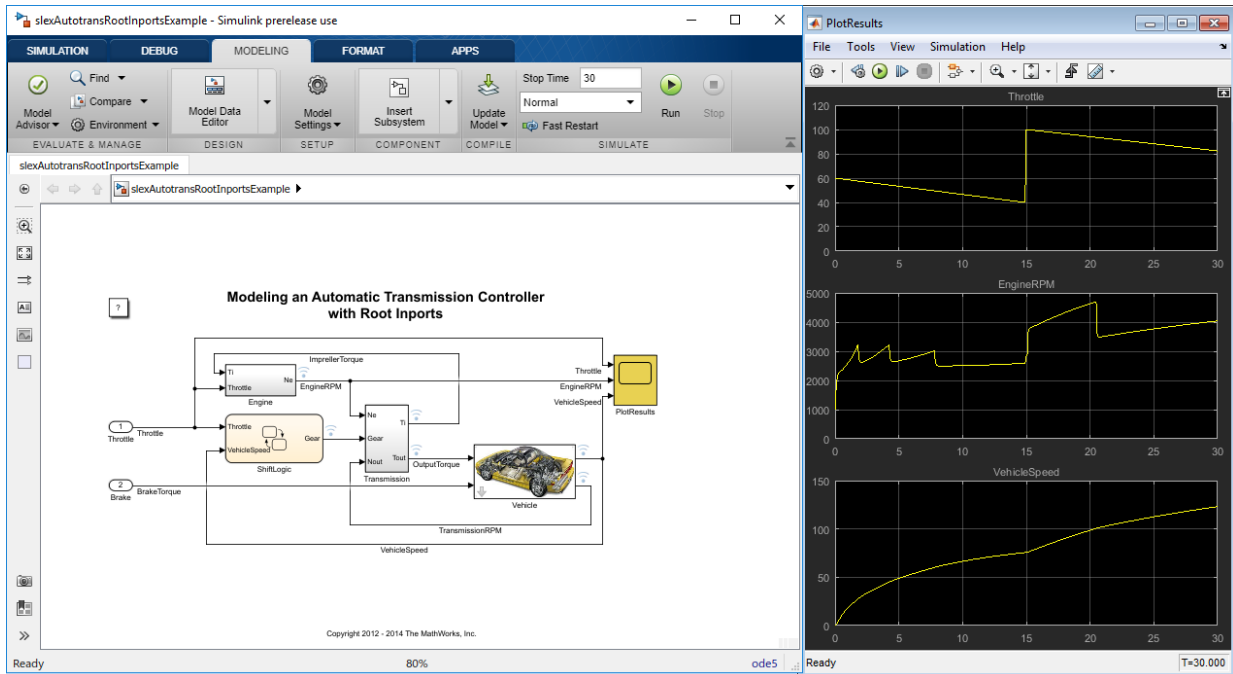 slexAutotransRootInportsExample - Simulink prerelease use
SIMULATION DEBUG MODELING FORMAT APPS
Model Advisor
Find
Compare
Environment
EVALUATE & MANAGE
Model Data Editor
DESIGN
Model Settings
SETUP
Insert Subsystem
COMPONENT
Update Model
COMPILE
Stop Time 30
Normal
Fast Restart
Run
Stop
SIMULATE
slexAutotransRootInportsExample
slexAutotransRootInportsExample
?
Modeling an Automatic Transmission Controller
with Root Inports
ImprellerTorque
Ti
Throttle
Ne
EngineRPM
Engine
Throttle
EngineRPM
VehicleSpeed
PlotResults
1
Throttle
Throttle
Throttle
VehicleSpeed
Gear
ShiftLogic
Ne
Gear
Nout
Ti
Tout
OutputTorque
Transmission
2
Brake
BrakeTorque
Vehicle
TransmissionRPM
VehicleSpeed
Copyright 2012 - 2014 The MathWorks, Inc.
Ready 80% ode5
PlotResults
File Tools View Simulation Help
Throttle
120
100
80
60
40
20
0
0 5 10 15 20 25 30
EngineRPM
5000
4000
3000
2000
1000
0
0 5 10 15 20 25 30
VehicleSpeed
150
100
50
0
0 5 10 15 20 25 30
Ready T=30.000